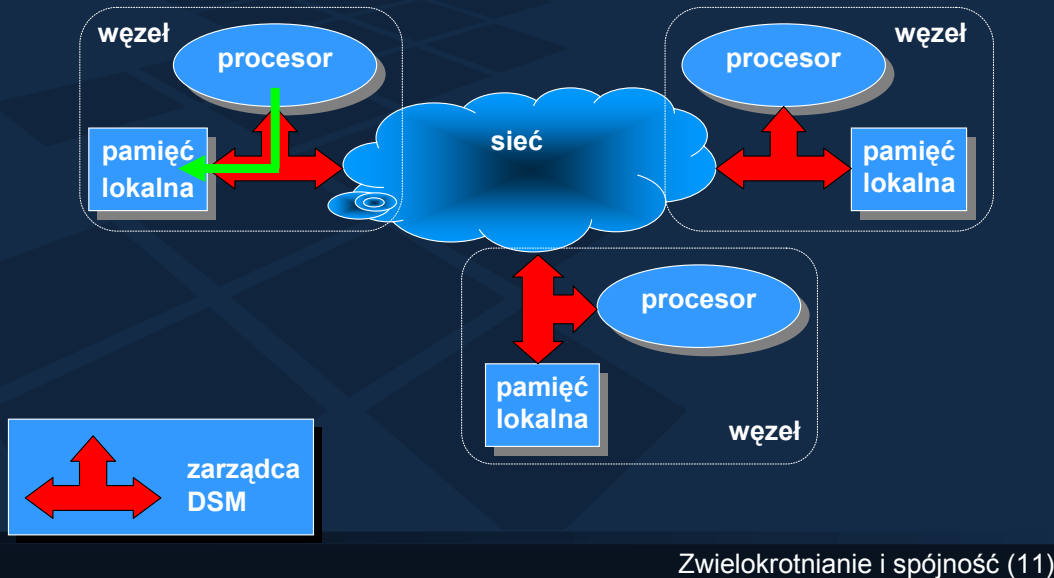 węzeł
procesor
pamięć
lokalna
sieć
węzeł
procesor
pamięć
lokalna
procesor
pamięć
lokalna
węzeł
zarządca
DSM
Zwielokrotnianie i spójność (11)